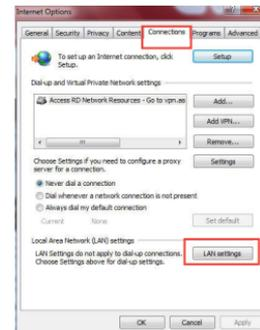 Internet Options
General Security Privacy Content Connections Programs Advanced
To set up an Internet connection, click
Setup.
Setup
Dial-up and Virtual Private Network settings
Access RD Network Resources - Go to vpn.as
Add...
Add VPN...
Remove...
Choose Settings if you need to configure a proxy
server for a connection.
Settings
Never dial a connection
Dial whenever a network connection is not present
Always dial my default connection
Current None
Set default
Local Area Network (LAN) settings
LAN Settings do not apply to dial-up connections.
Choose Settings above for dial-up settings.
LAN settings
OK Cancel Apply